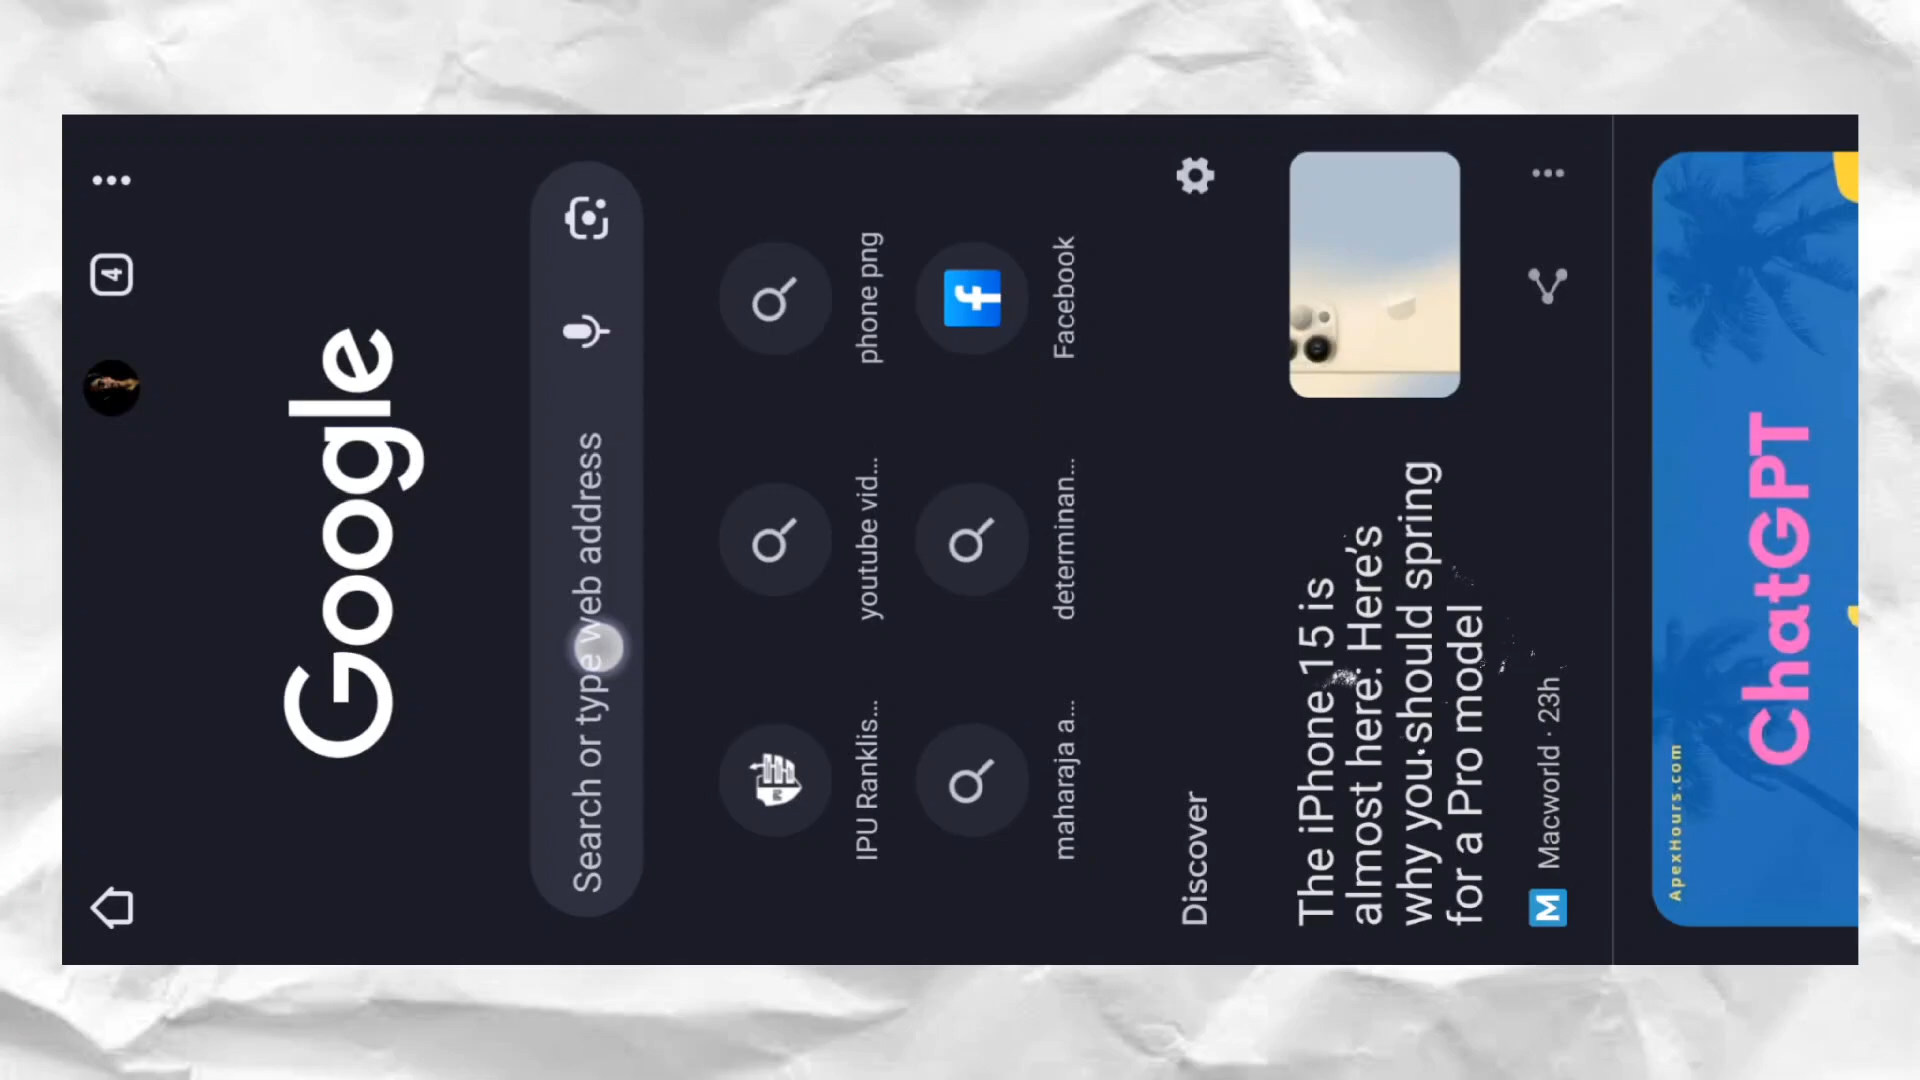 4
Google
Search or type web address
IPU Ranklis...
youtube vid...
phone png
maharaja a...
determinan...
Facebook
Discover
The iPhone 15 is
almost here: Here's
why you should spring
for a Pro model
M Macworld · 23h
ApexHours.com
ChatGPT